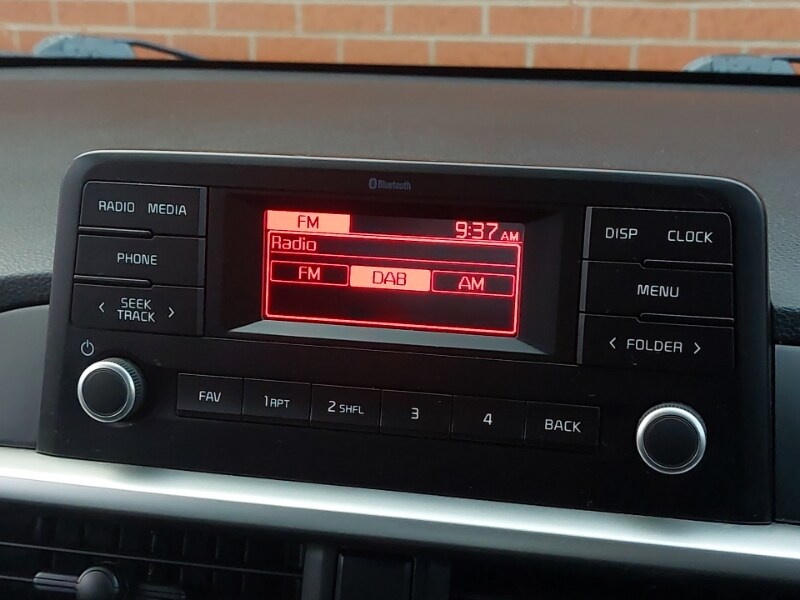 Bluetooth
RADIO MEDIA
PHONE
< SEEK TRACK >
FM 9:37 AM
Radio
FM DAB AM
DISP CLOCK
MENU
< FOLDER >
FAV 1 RPT 2 SHFL 3 4 BACK